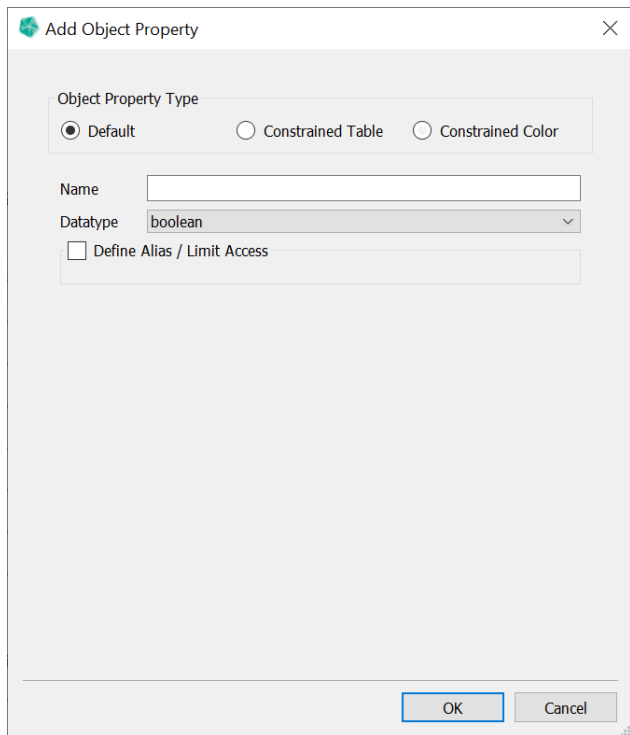 Add Object Property
Object Property Type
Default Constrained Table Constrained Color
Name
Datatype boolean
Define Alias / Limit Access
OK Cancel